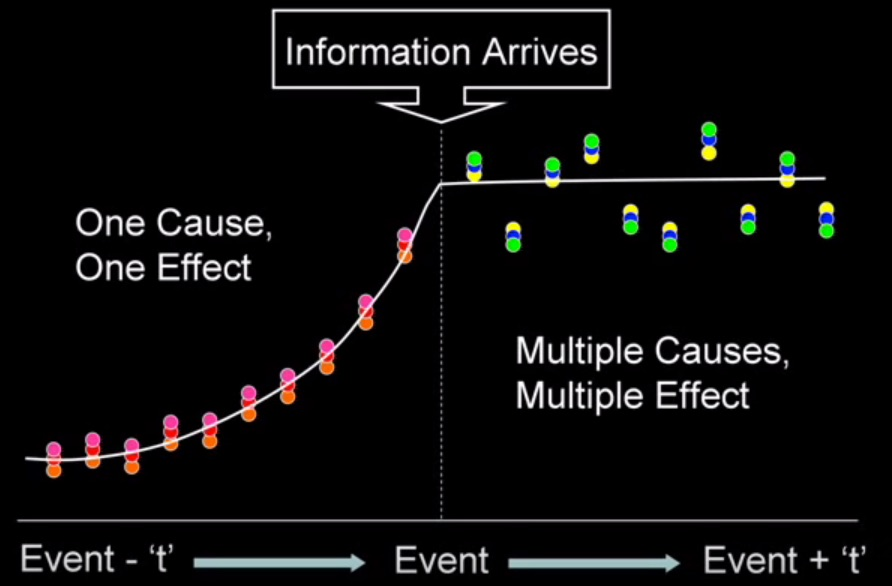 Information Arrives
One Cause,
One Effect
Multiple Causes,
Multiple Effect
Event - ‘t’
Event
Event + ‘t’